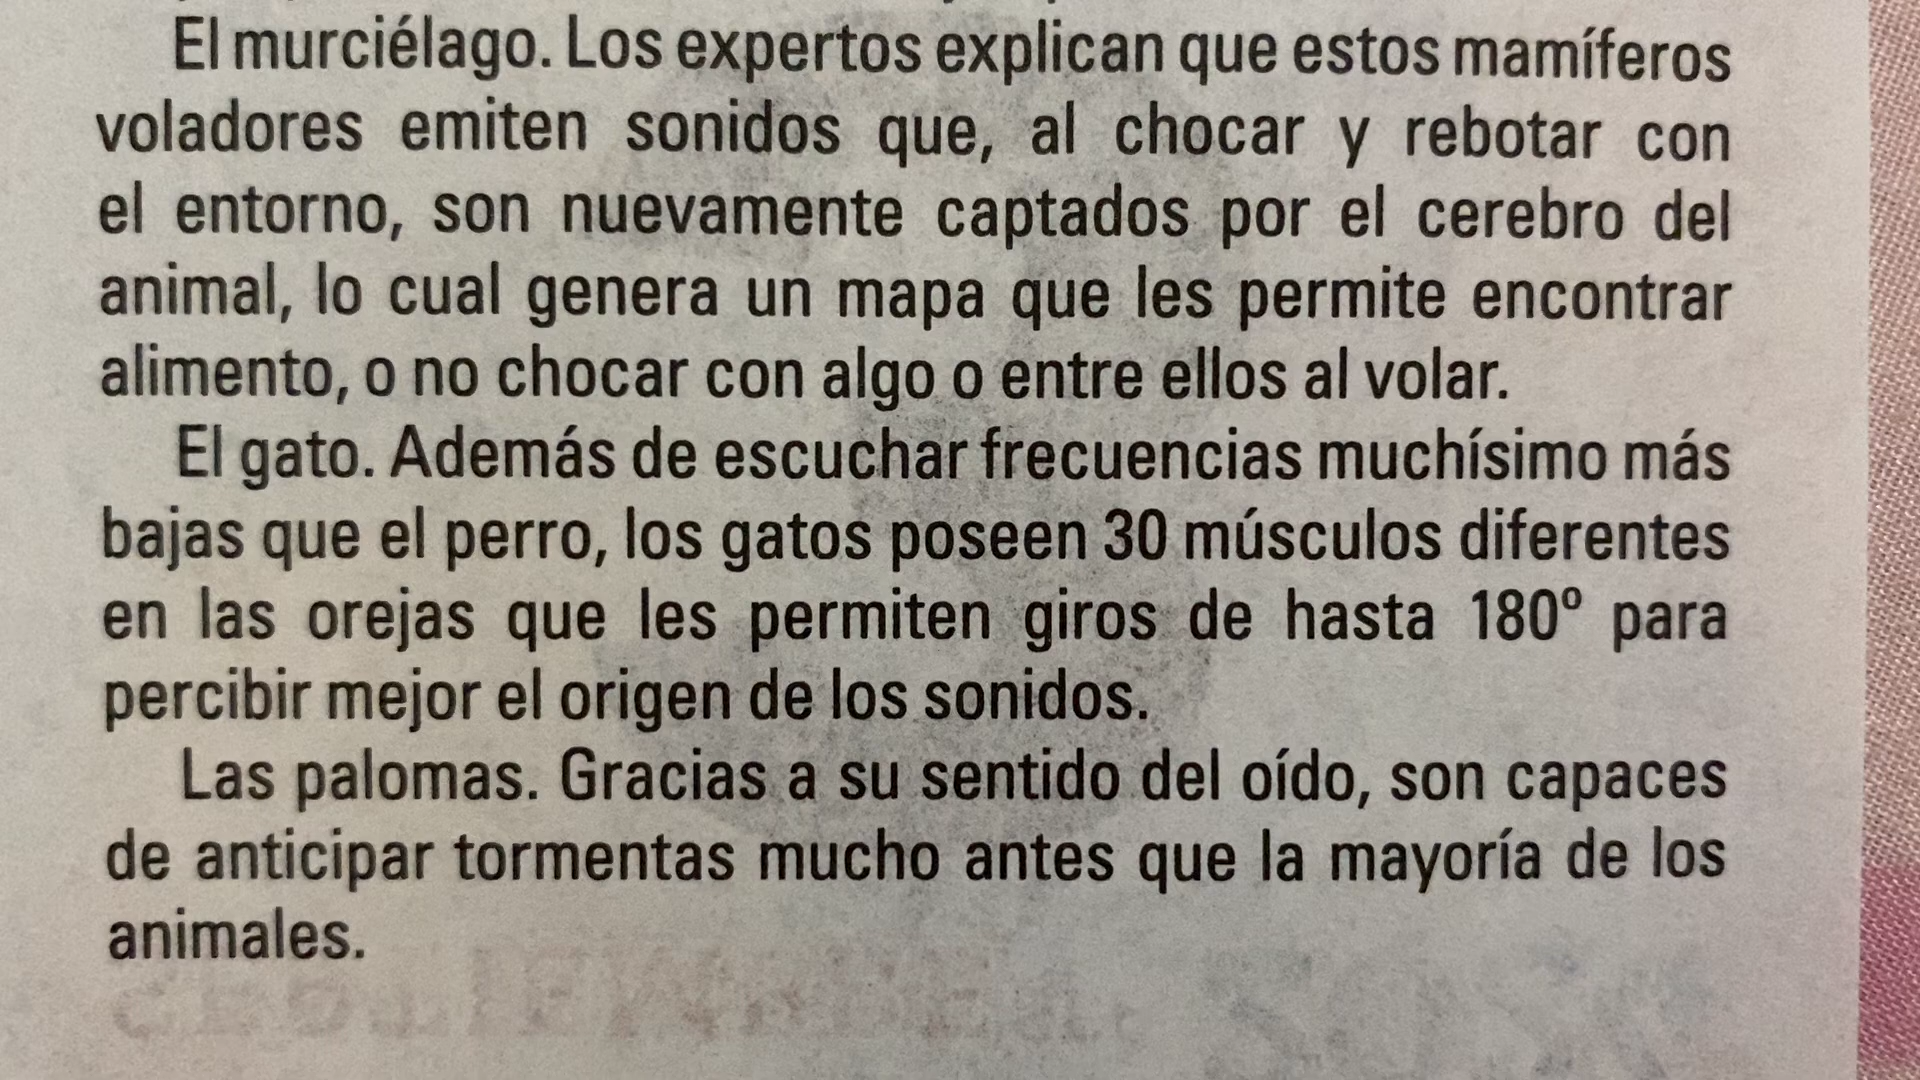 El murciélago. Los expertos explican que estos mamíferos
voladores emiten sonidos que, al chocar y rebotar con
el entorno, son nuevamente captados por el cerebro del
animal, lo cual genera un mapa que les permite encontrar
alimento, o no chocar con algo o entre ellos al volar.
El gato. Además de escuchar frecuencias muchísimo más
bajas que el perro, los gatos poseen 30 músculos diferentes
en las orejas que les permiten giros de hasta 180º para
percibir mejor el origen de los sonidos.
Las palomas. Gracias a su sentido del oído, son capaces
de anticipar tormentas mucho antes que la mayoría de los
animales.